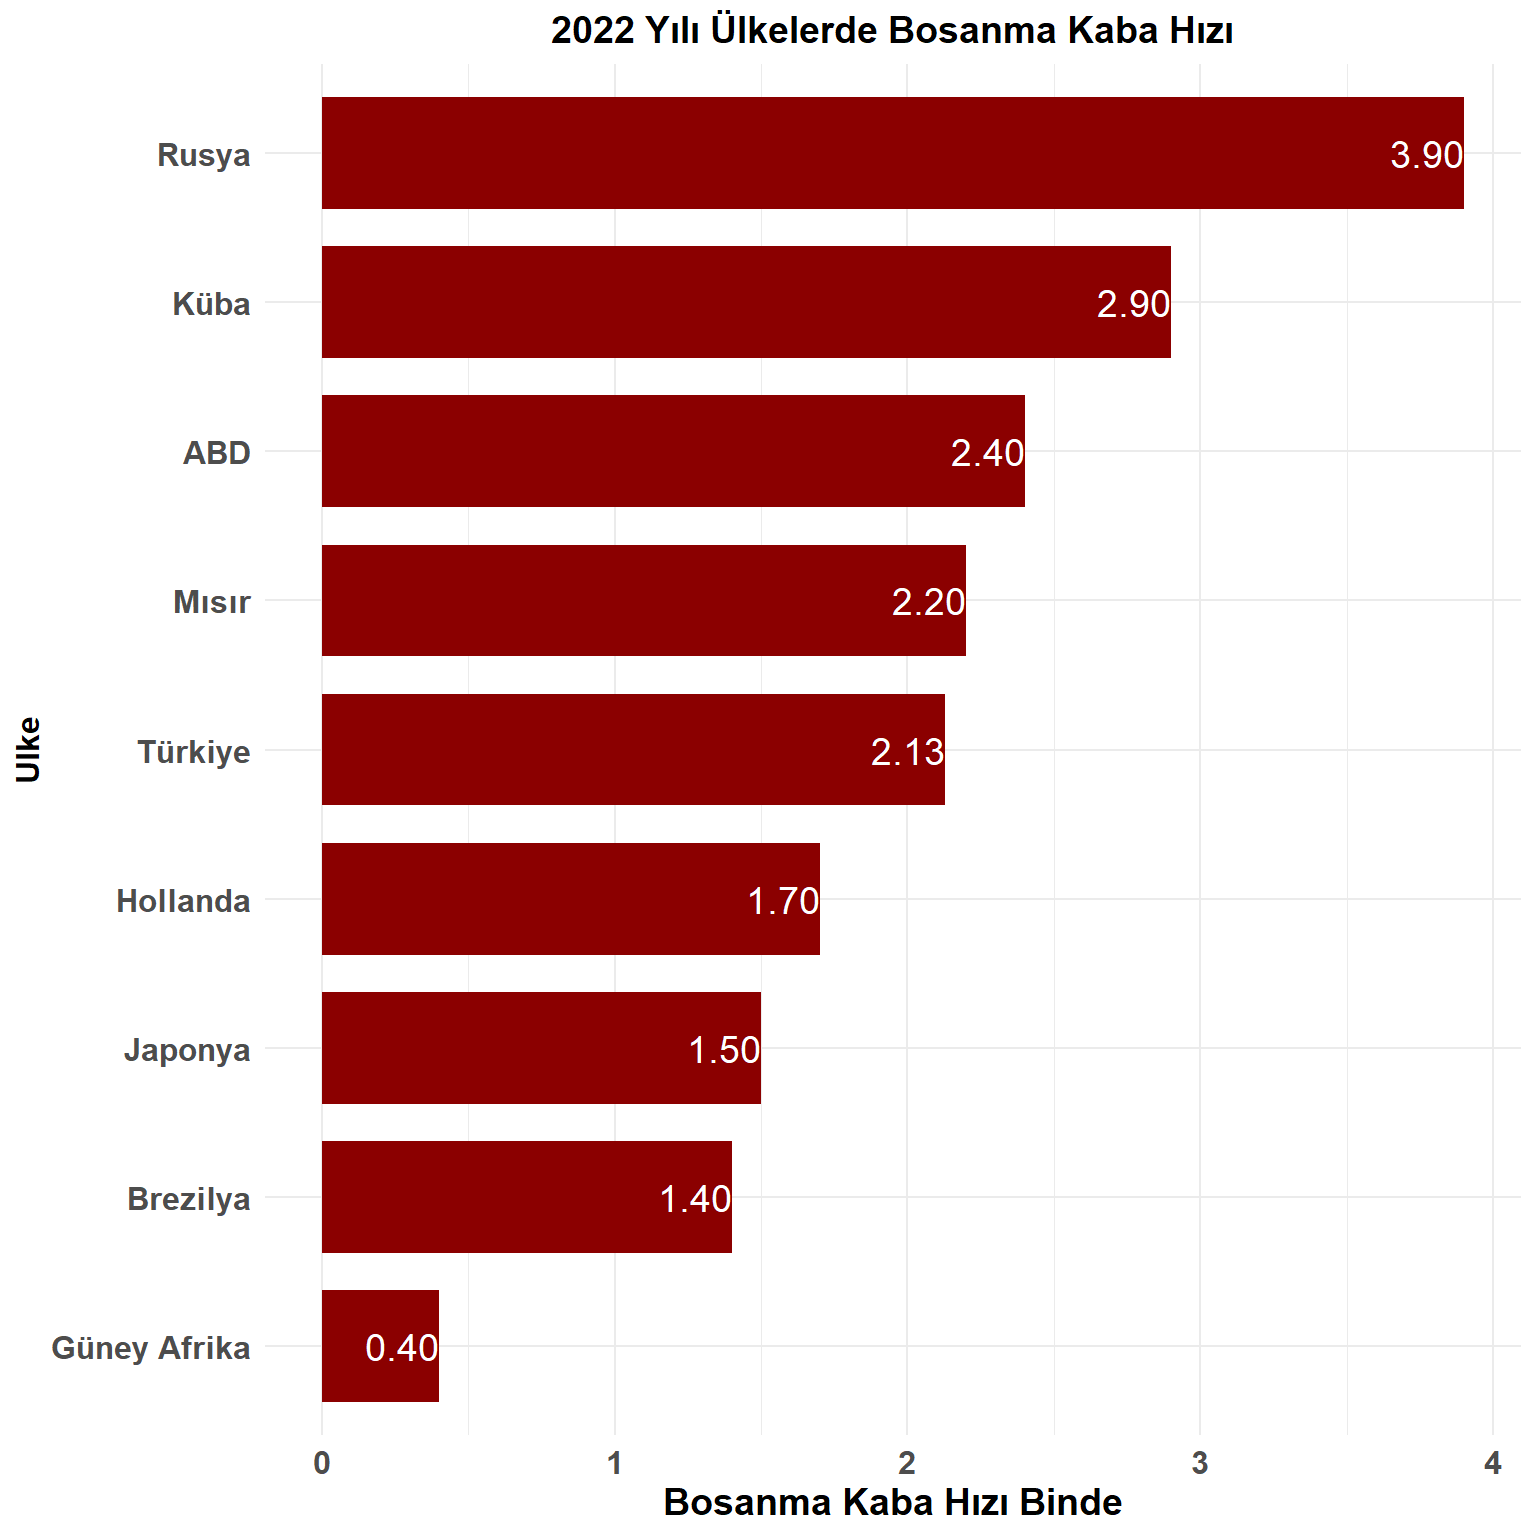 2022 Yılı Ülkelerde Bosanma Kaba Hızı
Ulke
Rusya 3.90
Küba 2.90
ABD 2.40
Mısır 2.20
Türkiye 2.13
Hollanda 1.70
Japonya 1.50
Brezilya 1.40
Güney Afrika 0.40
0 1 2 3 4
Bosanma Kaba Hızı Binde